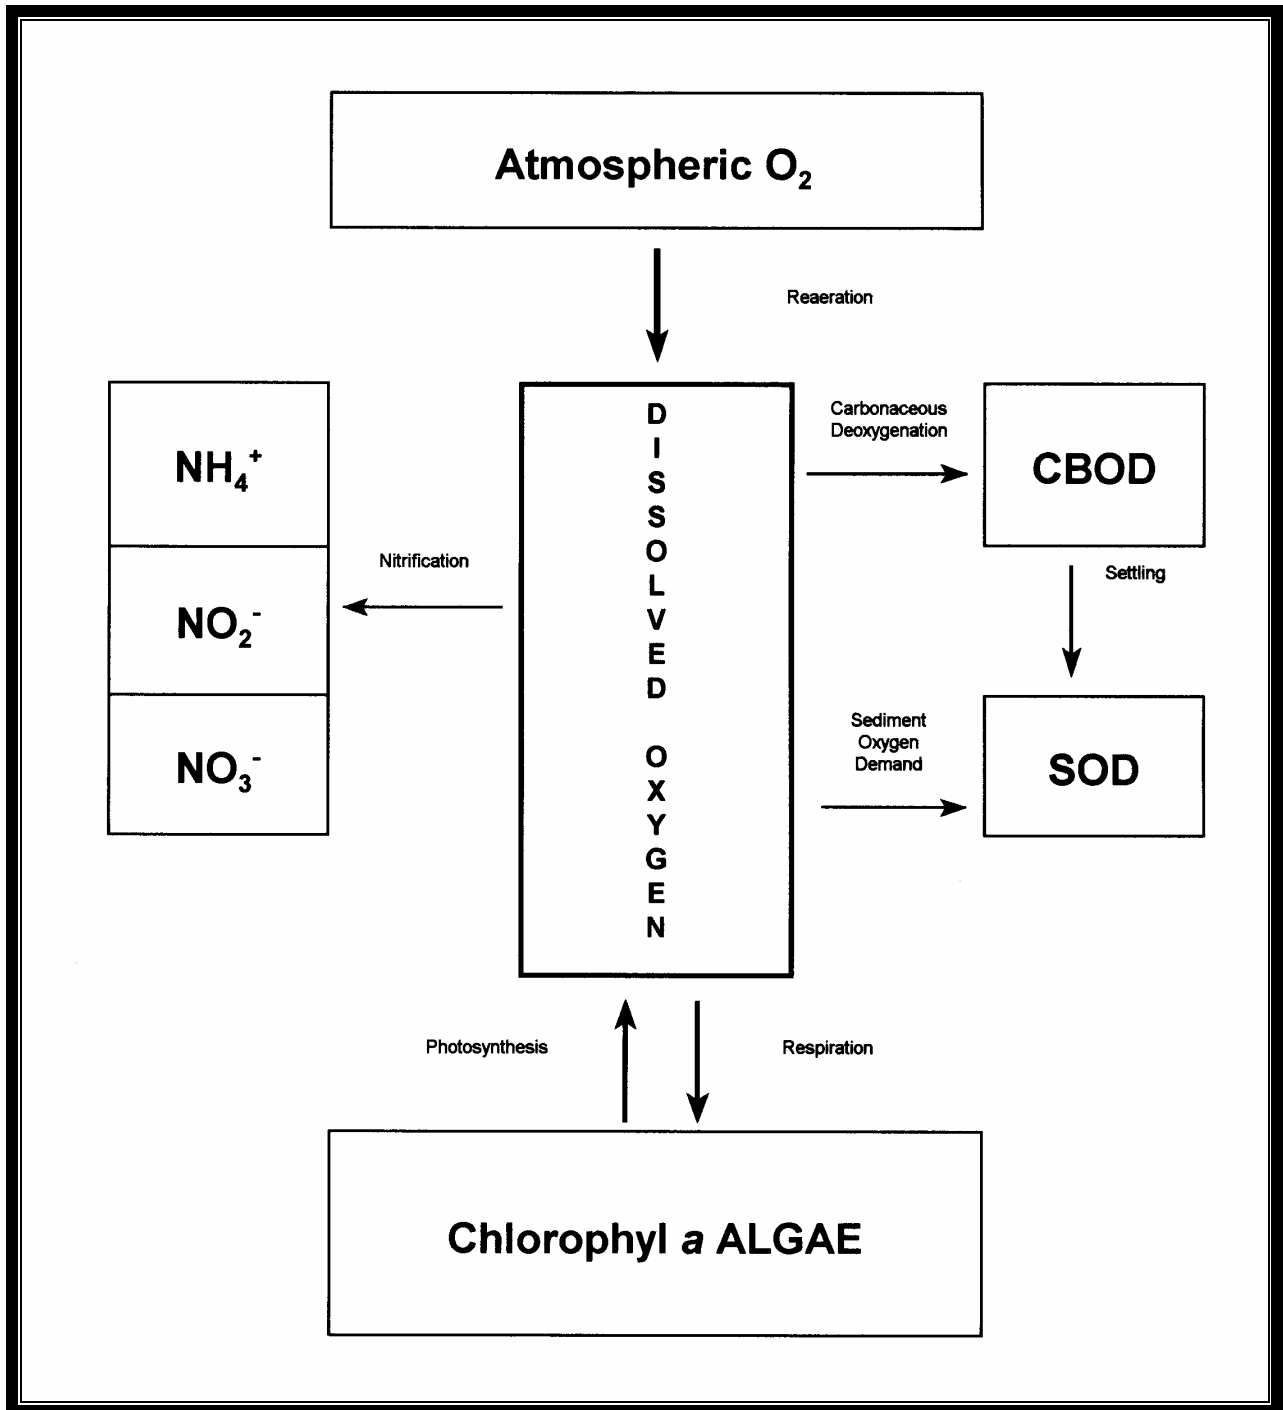 Atmospheric O₂
Reaeration
NH₄⁺
NO₂⁻
NO₃⁻
Nitrification
D
I
S
S
O
L
V
E
D
O
X
Y
G
E
N
Carbonaceous
Deoxygenation
CBOD
Settling
Sediment
Oxygen
Demand
SOD
Photosynthesis
Respiration
Chlorophyl a ALGAE